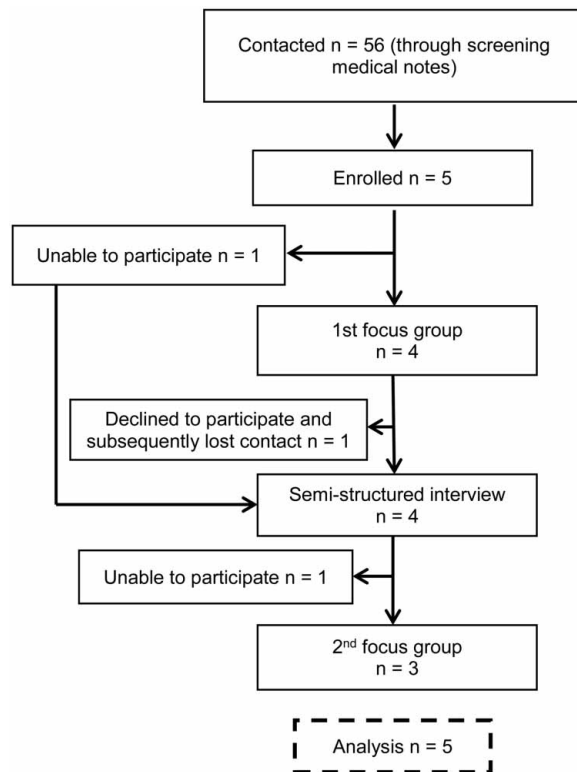 Contacted n = 56 (through screening
medical notes)
Enrolled n = 5
Unable to participate n = 1
1st focus group
n = 4
Declined to participate and
subsequently lost contact n = 1
Semi-structured interview
n = 4
Unable to participate n = 1
2nd focus group
n = 3
Analysis n = 5